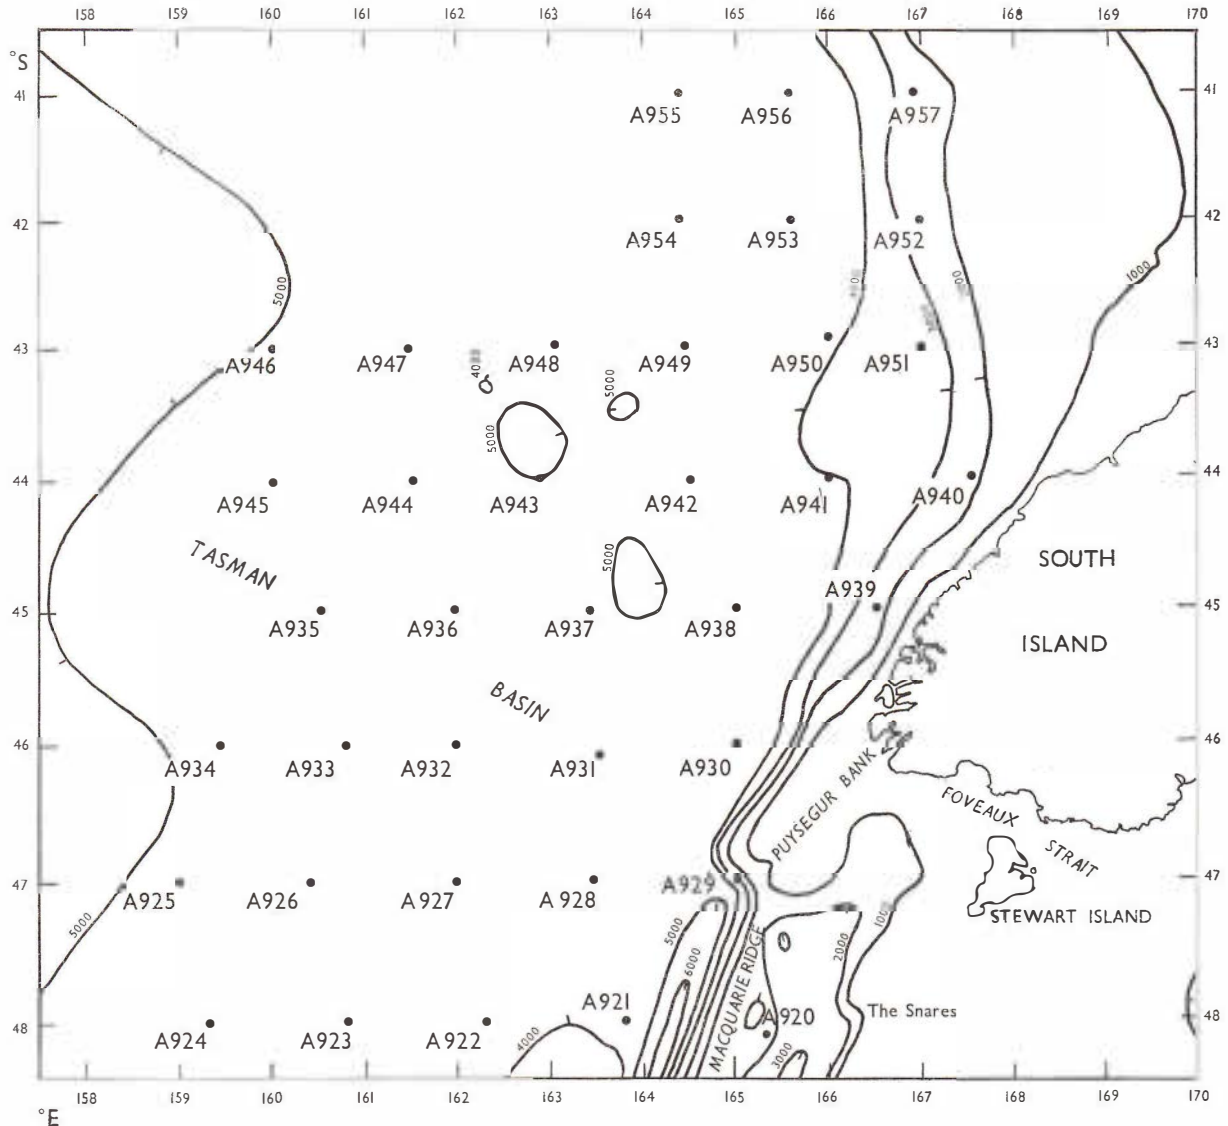 158 159 160 161 162 163 164 165 166 167 168 169 170
°S
41 41
A955 A956 A957
42 42
A954 A953 A952
1000
5000
43 43
A946 A947 A948 A949 A950 A951
5000
5000
44 44
A945 A944 A943 A942 A941 A940
TASMAN
5000
SOUTH
A939
45 45
A935 A936 A937 A938
ISLAND
BASIN
46 46
A934 A933 A932 A931 A930
PUYSEGUR BANK
FOVEAUX
STRAIT
47 47
A925 A926 A927 A928 A929
STEWART ISLAND
5000
5000
6000
2000
MACQUARIE RIDGE
The Snares
48 48
A924 A923 A922 A921 A920
4000
3000
158 159 160 161 162 163 164 165 166 167 168 169 170
°E